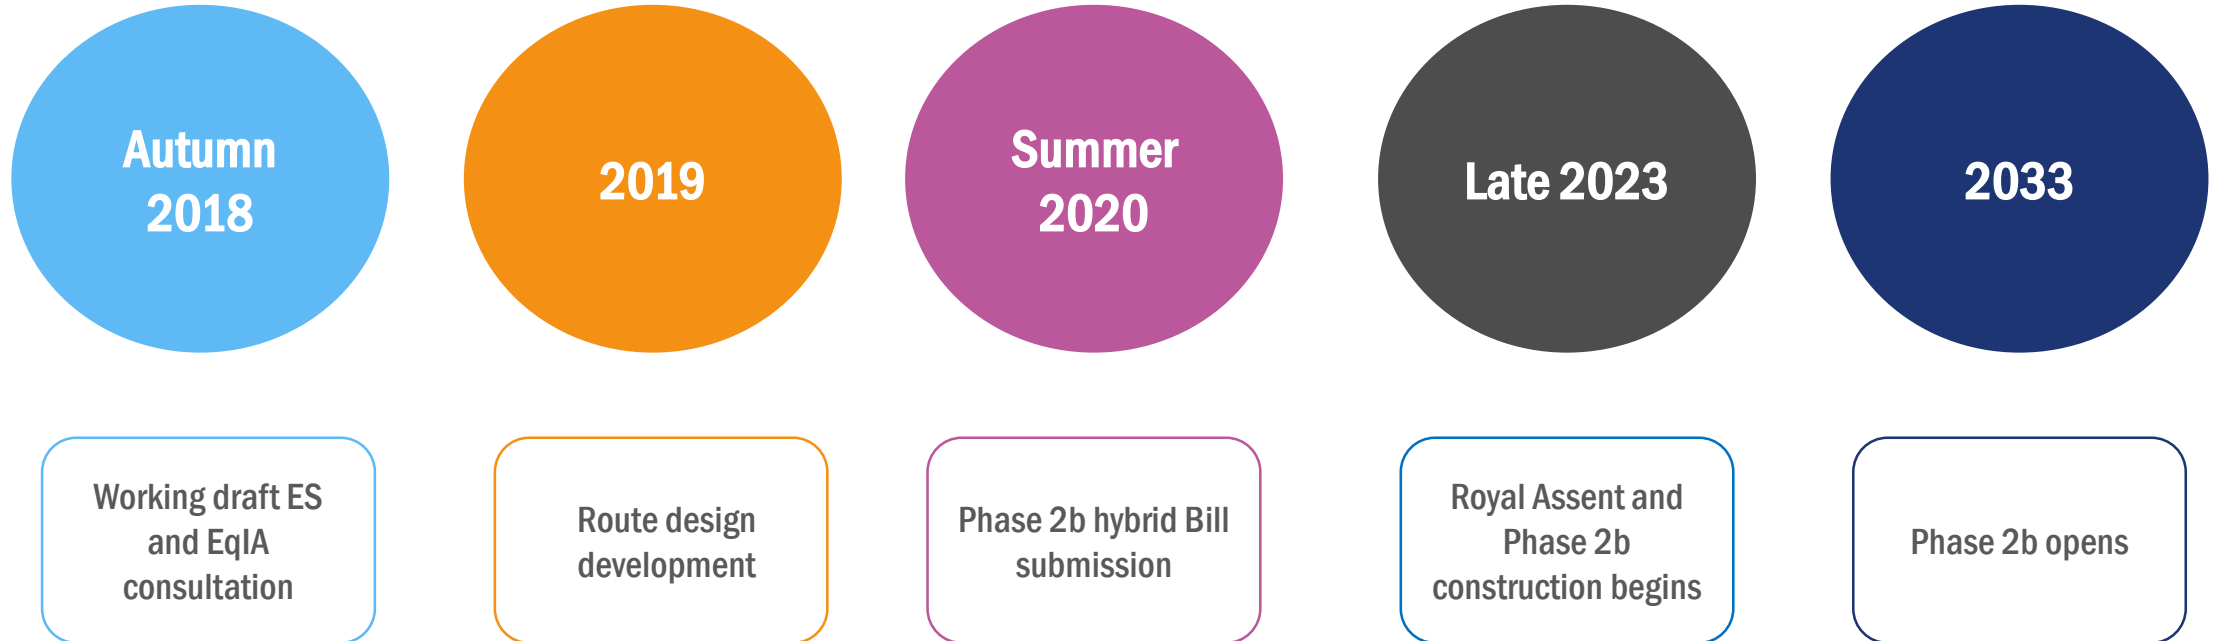 Autumn
2018
2019
Summer
2020
Late 2023
2033
Working draft ES
and EqIA
consultation
Route design
development
Phase 2b hybrid Bill
submission
Royal Assent and
Phase 2b
construction begins
Phase 2b opens